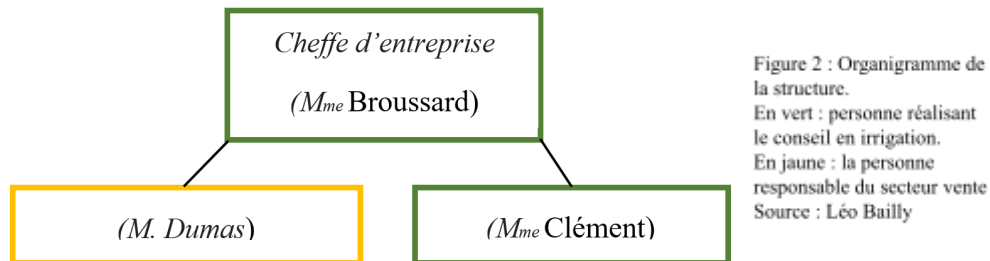 Cheffe d’entreprise
(Mme Broussard)
(M. Dumas)
(Mme Clément)
Figure 2 : Organigramme de
la structure.
En vert : personne réalisant
le conseil en irrigation.
En jaune : la personne
responsable du secteur vente
Source : Léo Bailly